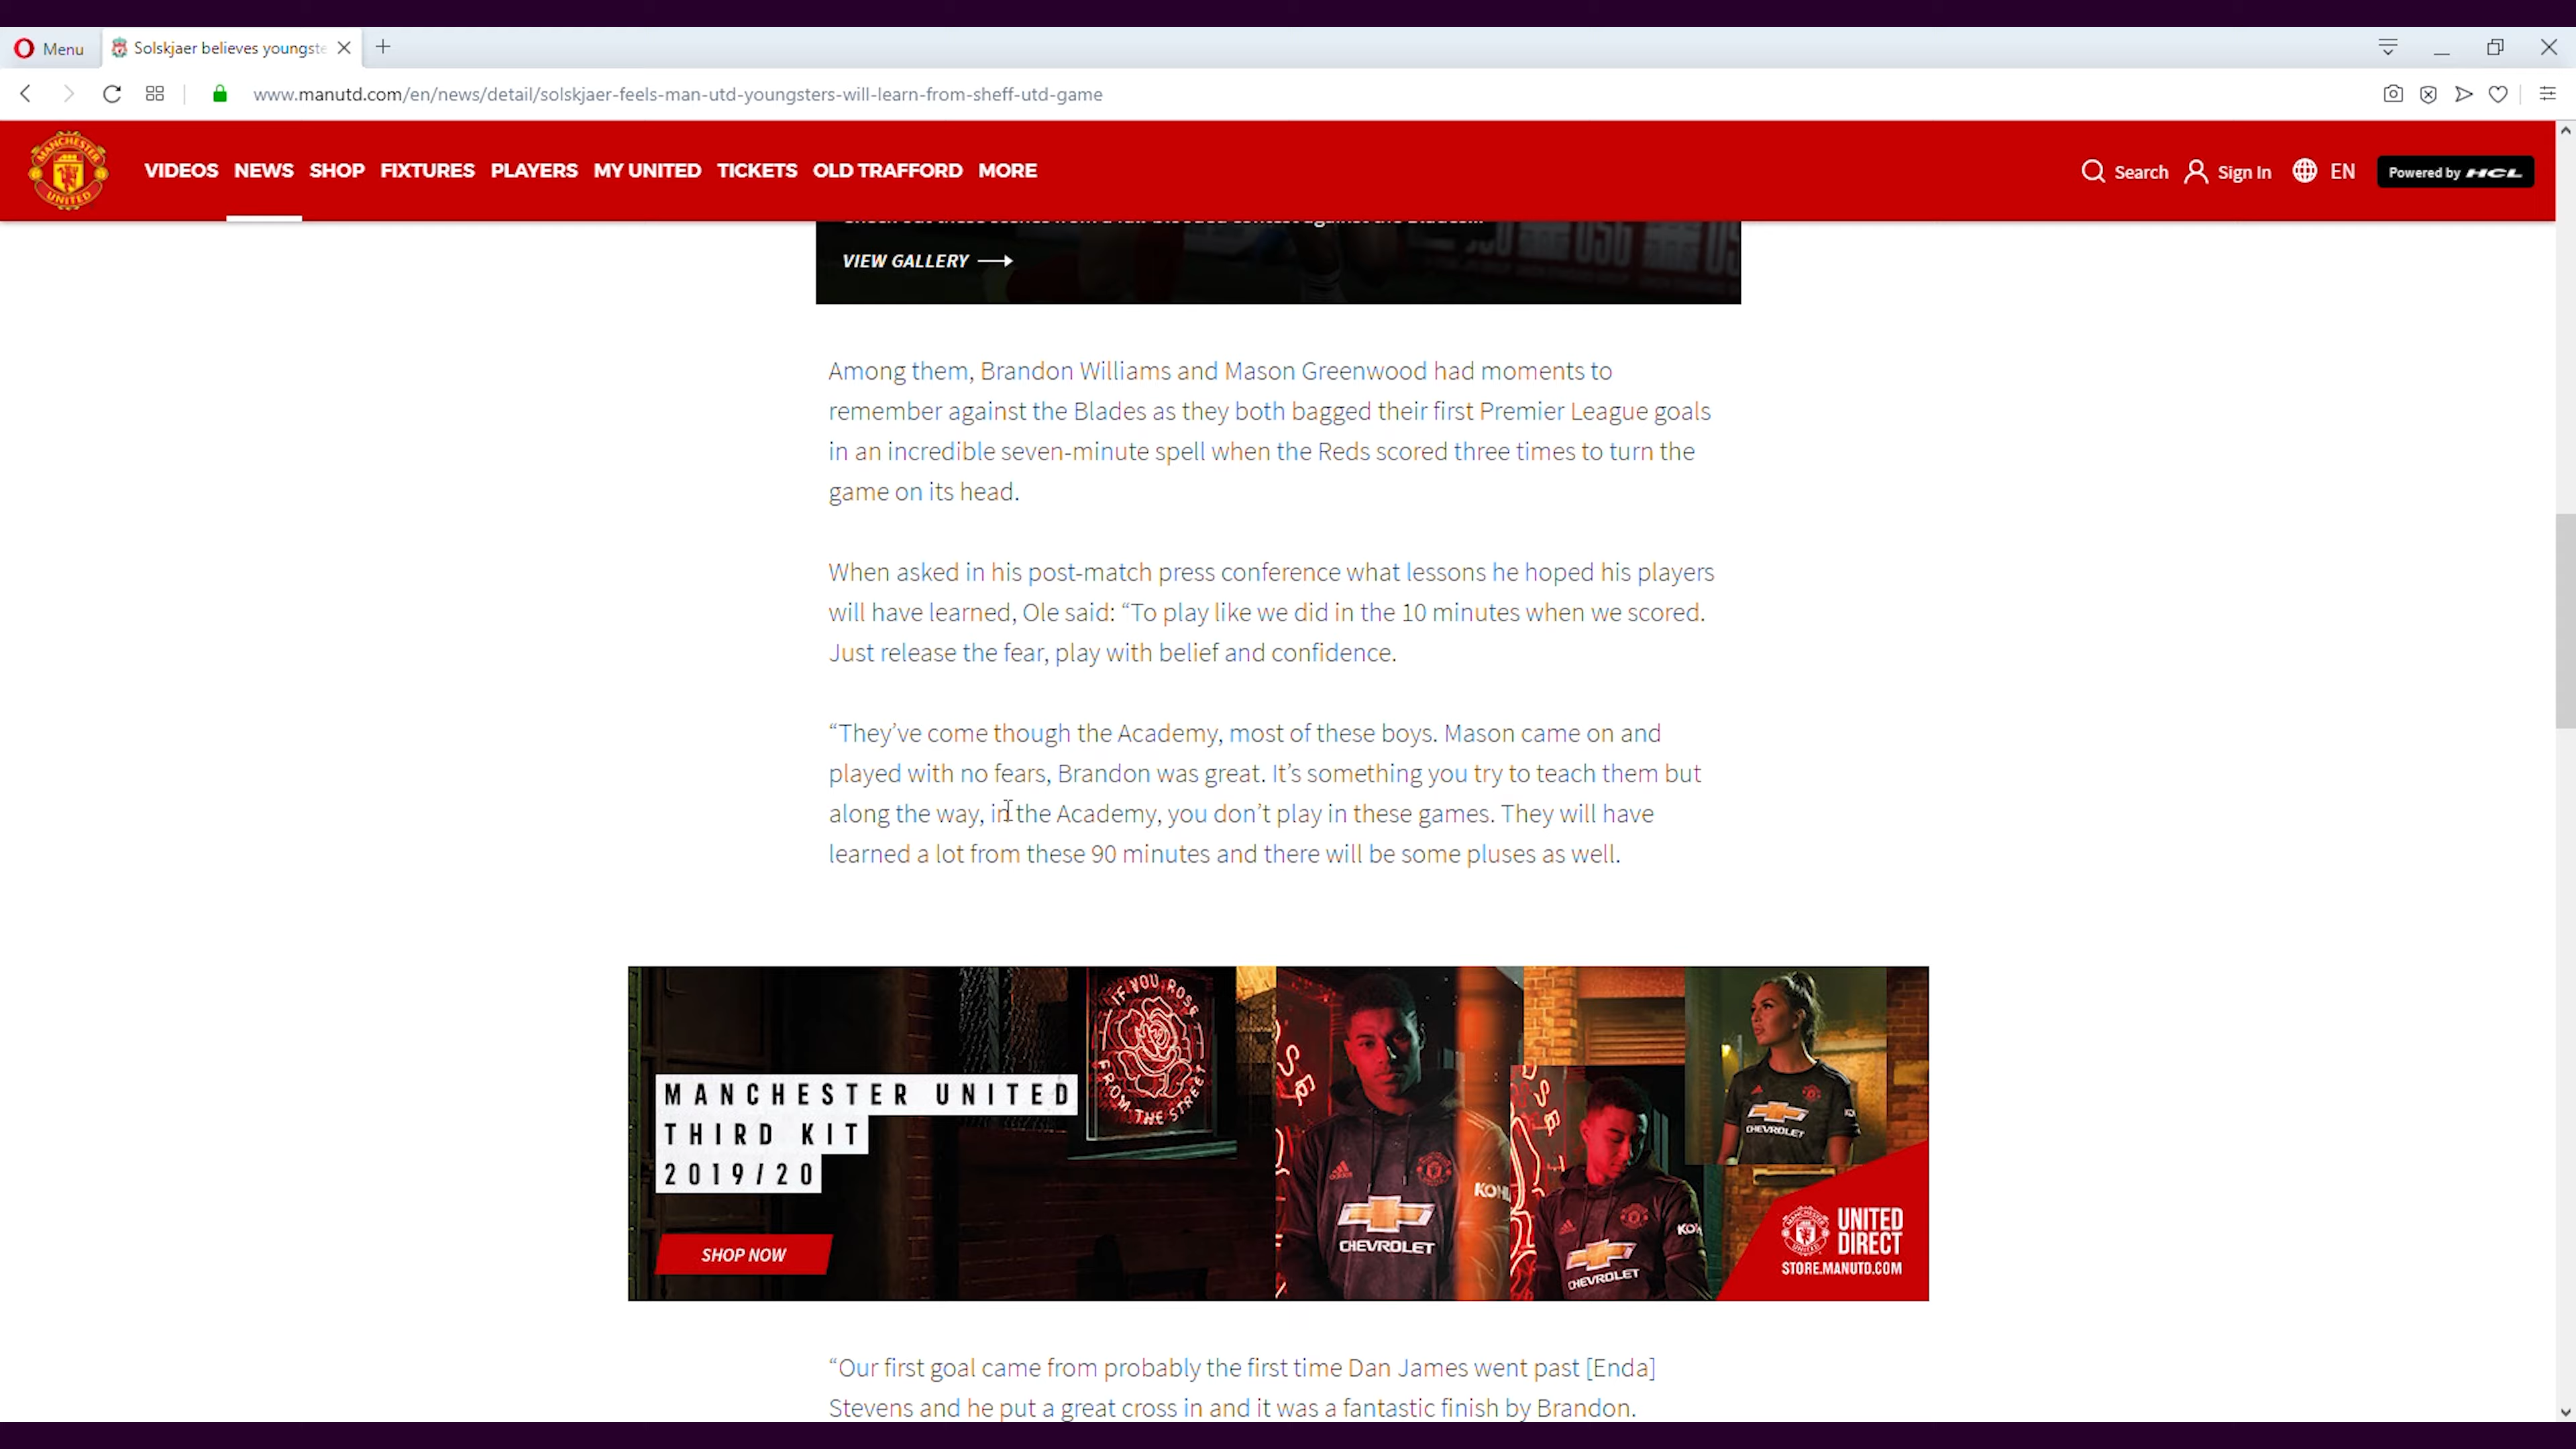 Menu
Solskjaer believes youngste
www.manutd.com/en/news/detail/solskjaer-feels-man-utd-youngsters-will-learn-from-sheff-utd-game
MANCHESTER
UNITED
VIDEOS NEWS SHOP FIXTURES PLAYERS MY UNITED TICKETS OLD TRAFFORD MORE
Search Sign In EN Powered by HCL
VIEW GALLERY
Among them, Brandon Williams and Mason Greenwood had moments to
remember against the Blades as they both bagged their first Premier League goals
in an incredible seven-minute spell when the Reds scored three times to turn the
game on its head.
When asked in his post-match press conference what lessons he hoped his players
will have learned, Ole said: “To play like we did in the 10 minutes when we scored.
Just release the fear, play with belief and confidence.
“They’ve come though the Academy, most of these boys. Mason came on and
played with no fears, Brandon was great. It’s something you try to teach them but
along the way, in the Academy, you don’t play in these games. They will have
learned a lot from these 90 minutes and there will be some pluses as well.
IF YOU ROSE
FROM THE STREET
MANCHESTER UNITED
THIRD KIT
2019/20
SHOP NOW
CHEVROLET
KOHL
CHEVROLET
KOH
CHEVROLET
KO
MANCHESTER
UNITED
UNITED
DIRECT
STORE.MANUTD.COM
“Our first goal came from probably the first time Dan James went past [Enda]
Stevens and he put a great cross in and it was a fantastic finish by Brandon.